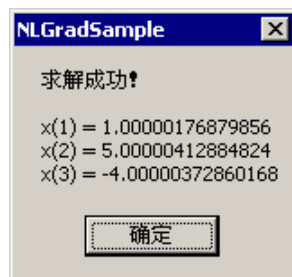 NLGradSample
求解成功!
x(1) = 1.00000176879856
x(2) = 5.00000412884824
x(3) = -4.00000372860168
确定